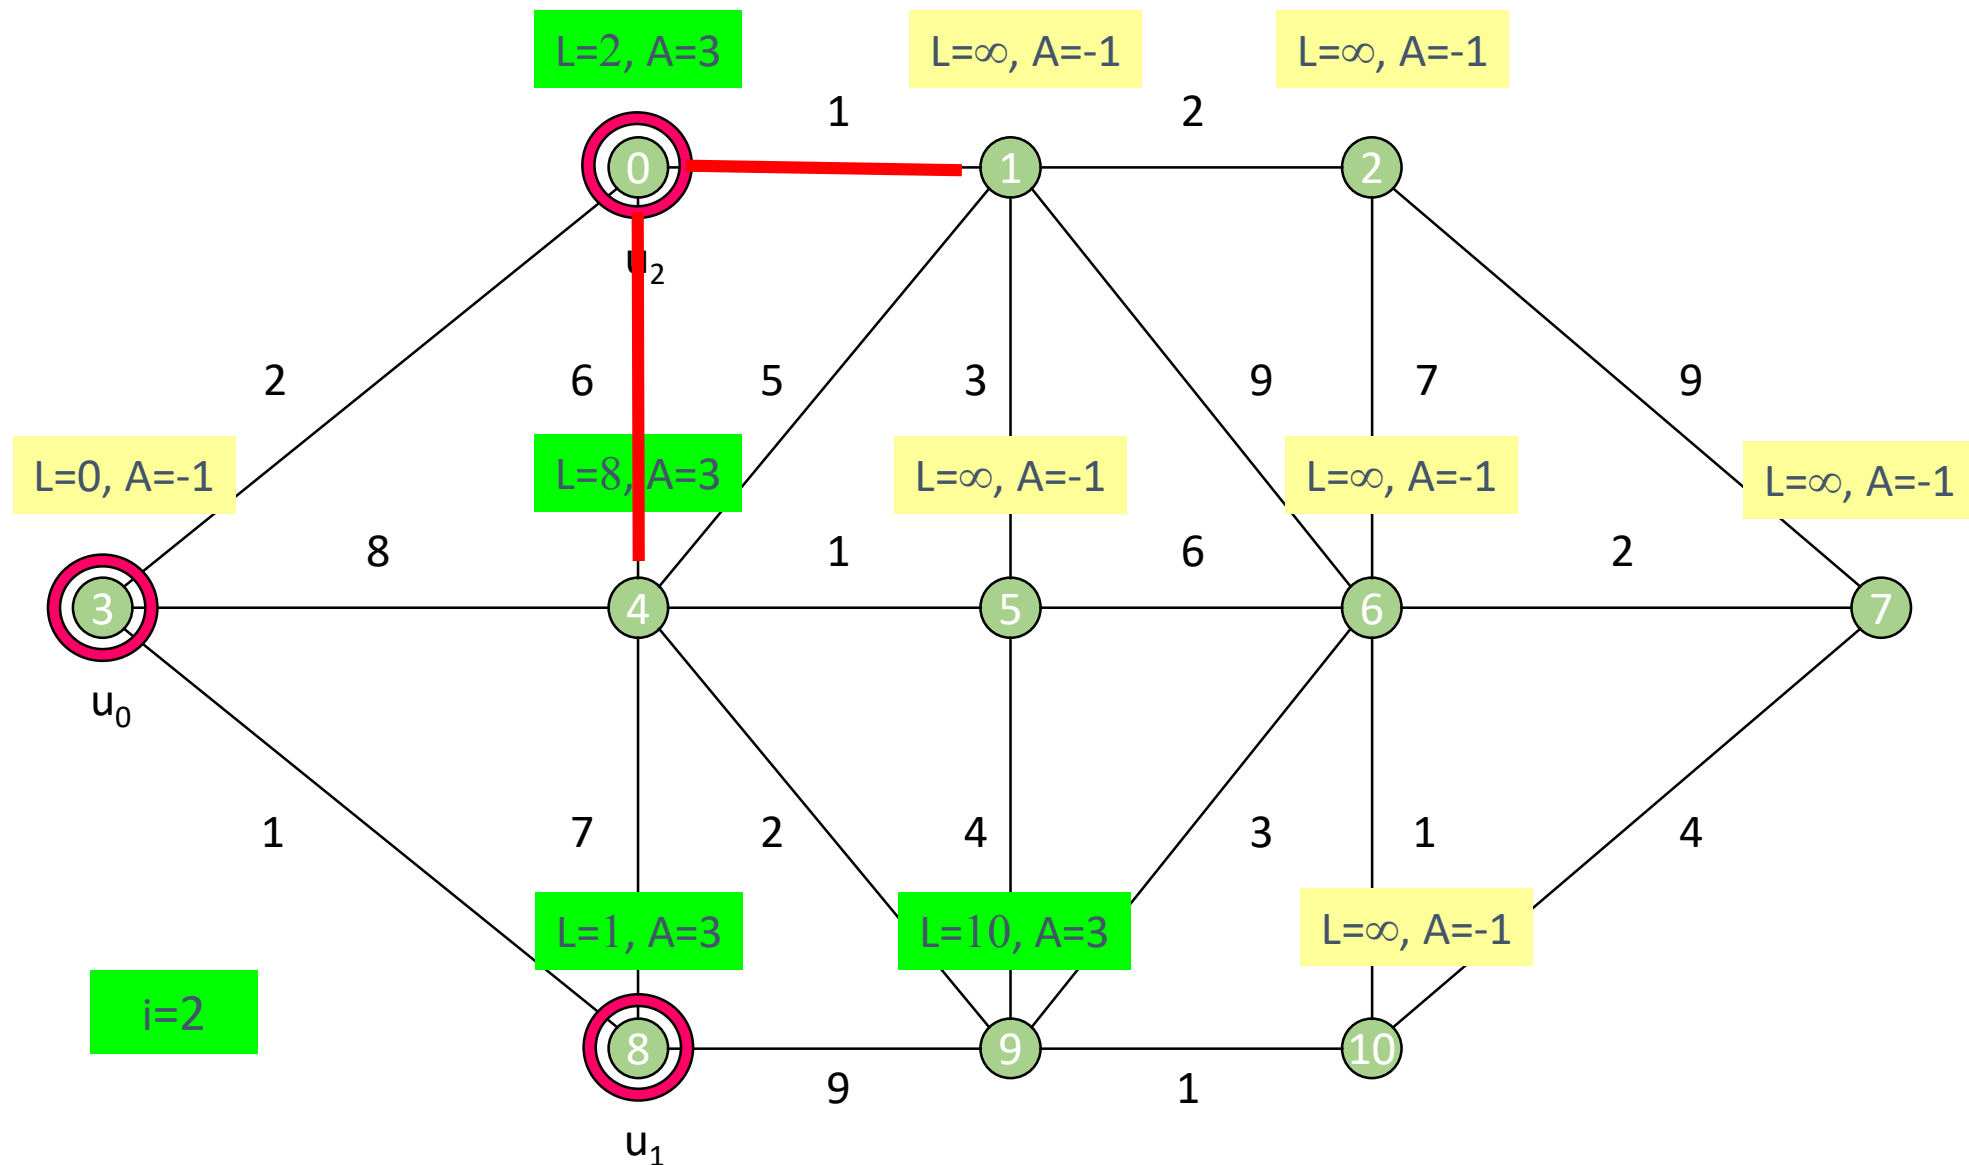 L=2, A=3
L=∞, A=-1
L=∞, A=-1
1
2
0
1
2
u₂
2
6
5
3
9
7
9
L=0, A=-1
L=8, A=3
L=∞, A=-1
L=∞, A=-1
L=∞, A=-1
8
1
6
2
3
4
5
6
7
u₀
1
7
2
4
3
1
4
L=1, A=3
L=10, A=3
L=∞, A=-1
i=2
8
9
10
9
1
u₁